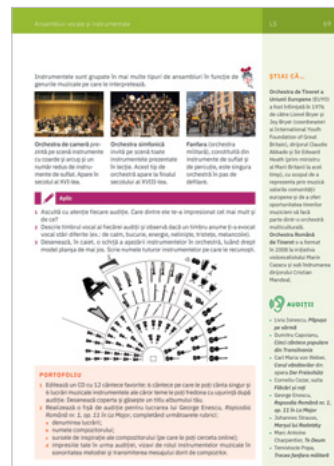 Ansambluri vocale și instrumentale
L5
69
Instrumentele sunt grupate în mai multe tipuri de ansambluri în funcție de
genurile muzicale pe care le interpretează.
Orchestra de cameră pre-
zintă pe scenă instrumente
cu coarde și arcuș și un
număr redus de instru-
mente de suflat. Apare în
secolul al XVI-lea.
Orchestra simfonică
invită pe scenă toate
instrumentele prezentate
în lecție. Acest tip de
orchestră apare la finalul
secolului al XVIII-lea.
Fanfara (orchestra
militară), constituită din
instrumente de suflat și
de percuție, este singura
orchestră în pas de
defilare.
Aplic
1 Ascultă cu atenție fiecare audiție. Care dintre ele te-a impresionat cel mai mult și
de ce?
2 Descrie timbrul vocal al fiecărei audiții și observă dacă un timbru anume ți-a evocat
vocal stări diferite (ex.: de calm, bucurie, energie, neliniște, tristețe, melancolie).
3 Desenează, în caiet, o schiță a așezării instrumentelor în orchestră, luând drept
model planșa de mai jos. Scrie numele tuturor instrumentelor pe care le recunoști.
PORTOFOLIU
1 Editează un CD cu 12 cântece favorite: 6 cântece pe care le poți cânta singur și
6 lucrări muzicale instrumentale ale căror teme le poți fredona cu ușurință după
audiție. Desenează coperta și găsește un titlu albumului tău.
2 Realizează o fișă de audiție pentru lucrarea lui George Enescu, Rapsodia
Română nr. 1, op. 11 în La Major, completând următoarele rubrici:
denumirea lucrării;
numele compozitorului;
sursele de inspirație ale compozitorului (pe care le poți cerceta online);
impresiile tale în urma audiției, vizavi de rolul instrumentelor muzicale în
sonoritatea melodiei și transmiterea mesajului dorit de compozitor.
ȘTIAI CĂ...
Orchestra de Tineret a
Uniunii Europene (EUYO)
a fost înființată în 1976
de către Lionel Bryer și
Joy Bryer (coordonatori)
ai International Youth
Foundation of Great
Britain), dirijorul Claudio
Abbado și Sir Edward
Heath (prim-ministru
al Marii Britanii la acel
timp), cu scopul de a
reprezenta prin muzică
valorile comunității
europene și de a oferi
oportunitatea tinerilor
muzicieni să facă
parte dintr-o orchestră
multiculturală.
Orchestra Română
de Tineret s-a format
în 2008 la inițiativa
violoncelistului Marin
Cazacu și sub îndrumarea
dirijorului Cristian
Mandeal.
AUDIȚII
Liviu Ionescu, Păpușa
pe sârmă
Dumitru Capoianu,
Cinci cântece populare
din Transilvania
Carl Maria von Weber,
Corul vânătorilor din
opera Der Freischütz
Corneliu Cezar, suita
Flăcări și roți
George Enescu,
Rapsodia Română nr. 1,
op. 11 în La Major
Johannes Strauss,
Marșul lui Radetzky
Marc Antoine
Charpentier, Te Deum
Temistocle Popa,
Trecea fanfara militară